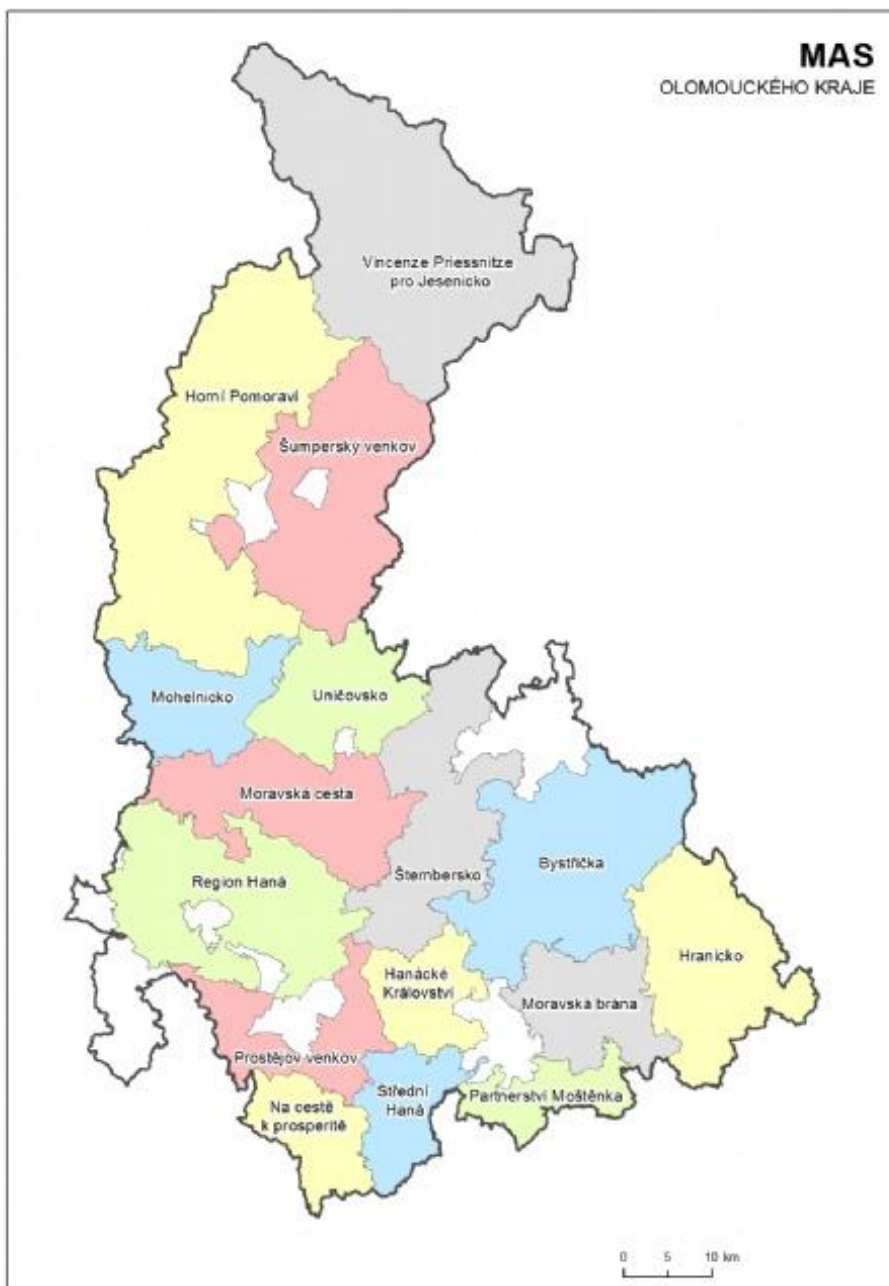 MAS
OLOMOUCKÉHO KRAJE
Vincenze Priessnitze
pro Jesenicko
Horní Pomoraví
Šumperský venkov
Mohelnicko
Uničovsko
Moravská cesta
Šternbersko
Bystřička
Region Haná
Hranicko
Hanácké
Království
Moravská brána
Prostějov venkov
Střední
Haná
Partnerství Moštěnka
Na cestě
k prosperitě
0 5 10 km